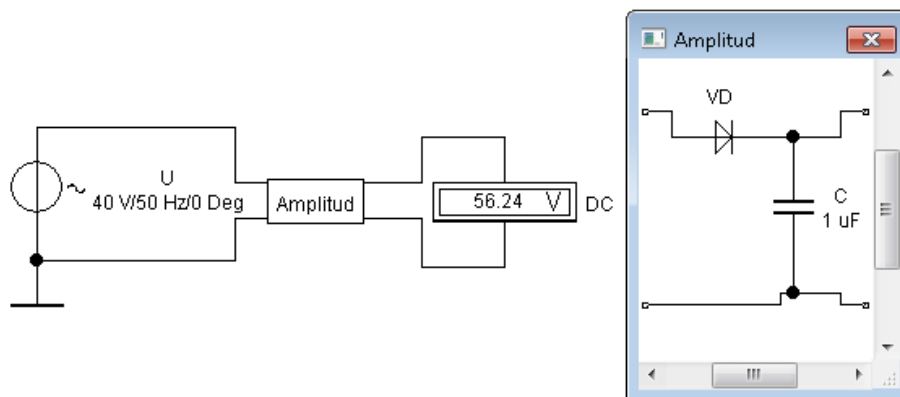 U
40 V/50 Hz/0 Deg
Amplitud
56.24 V
DC
Amplitud
VD
C
1 uF